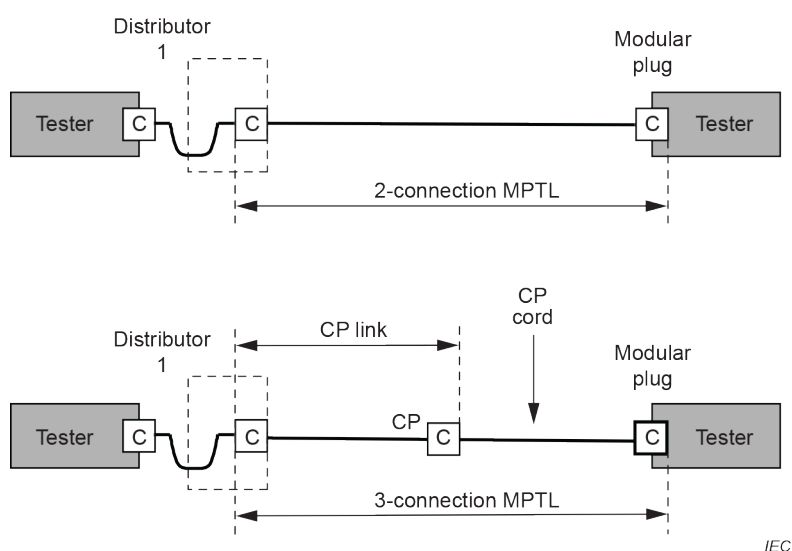 Distributor
1
Modular
plug
Tester
C
C
C
Tester
2-connection MPTL
CP
cord
CP link
Distributor
1
Modular
plug
Tester
C
C
CP
C
C
Tester
3-connection MPTL
IEC